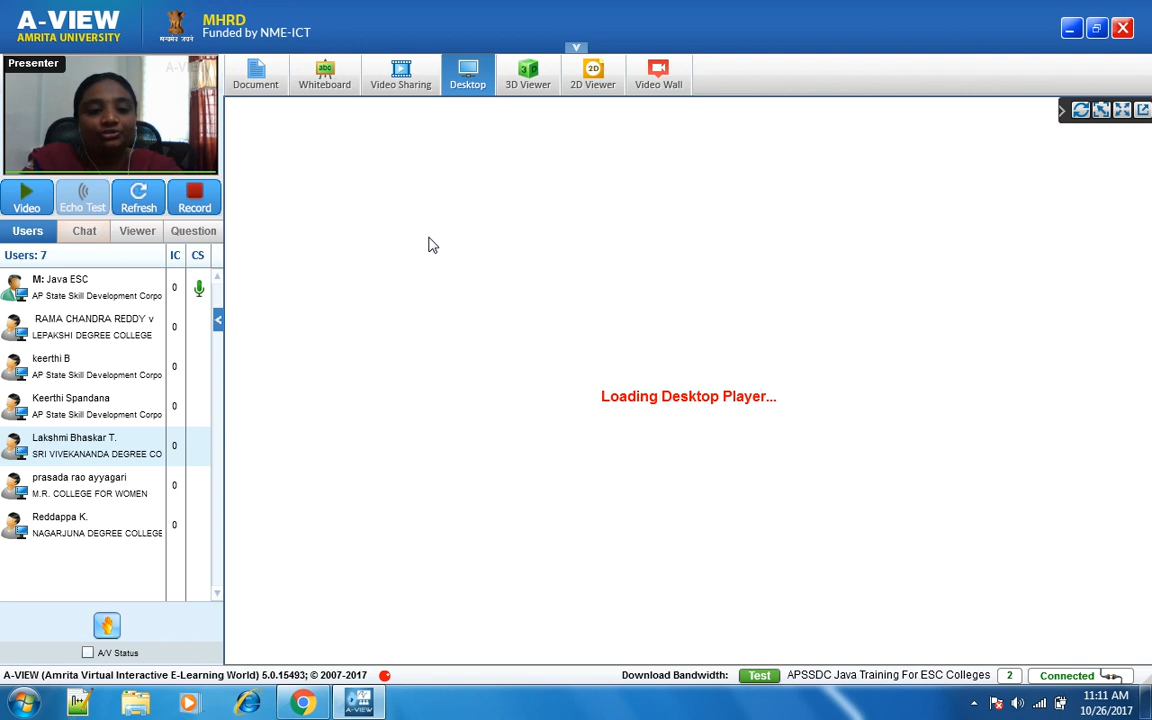 A-VIEW
AMRITA UNIVERSITY
MHRD
Funded by NME-ICT
Presenter
A-VIEW
Document
Whiteboard
Video Sharing
Desktop
3D Viewer
2D Viewer
Video Wall
Video
Echo Test
Refresh
Record
Users
Chat
Viewer
Question
Users: 7
IC
CS
M: Java ESC
AP State Skill Development Corpo
0
RAMA CHANDRA REDDY v
LEPAKSHI DEGREE COLLEGE
0
keerthi B
AP State Skill Development Corpo
0
Keerthi Spandana
AP State Skill Development Corpo
0
Lakshmi Bhaskar T.
SRI VIVEKANANDA DEGREE CO
0
prasada rao ayyagari
M.R. COLLEGE FOR WOMEN
0
Reddappa K.
NAGARJUNA DEGREE COLLEGE
0
Loading Desktop Player...
A/V Status
A-VIEW (Amrita Virtual Interactive E-Learning World) 5.0.15493; © 2007-2017
Download Bandwidth:
Test
APSSDC Java Training For ESC Colleges
2
Connected
11:11 AM
10/26/2017